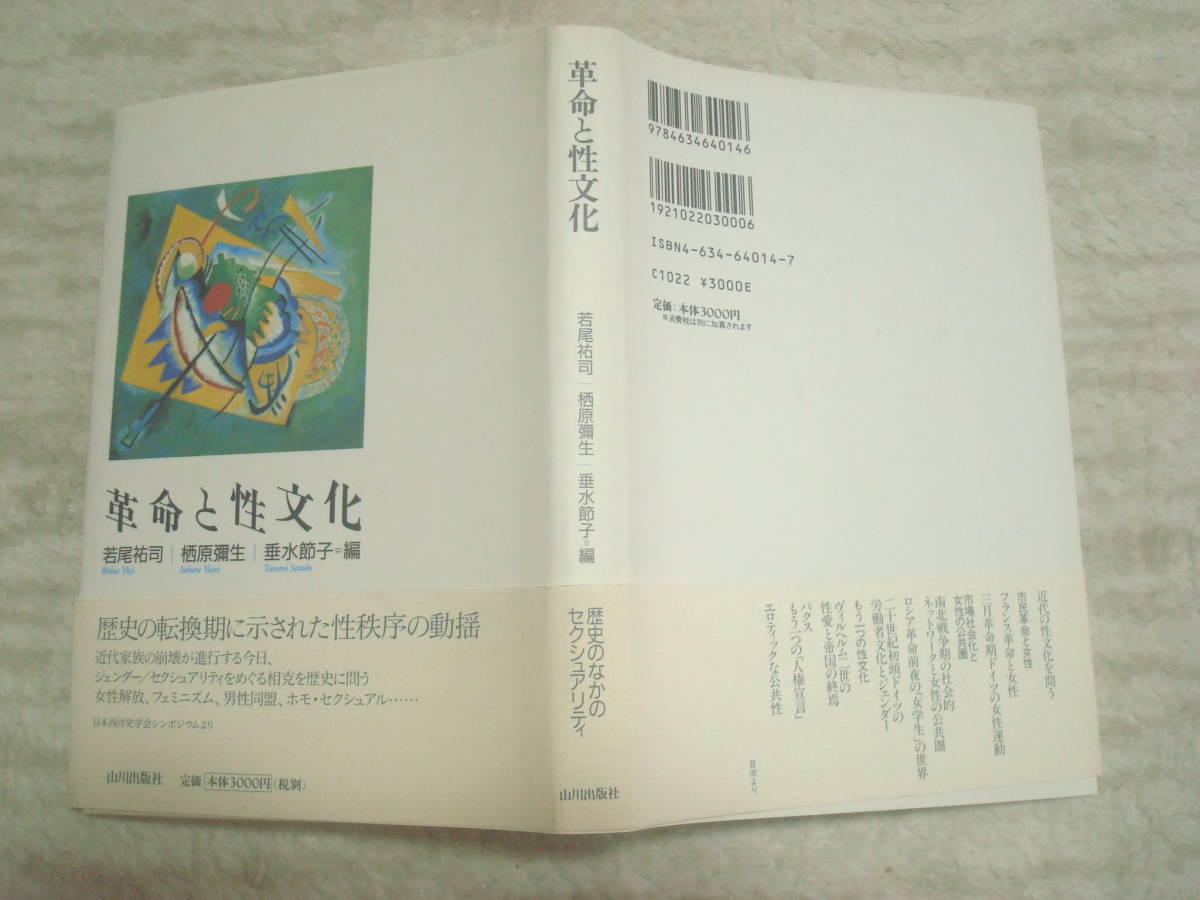 革命と性文化
若尾祐司|栖原彌生|垂水節子=編
Wakao Yūji Suhara Yayoi Tarumi Setsuko
歴史の転換期に示された性秩序の動揺
近代家族の崩壊が進行する今日、
ジェンダー/セクシュアリティをめぐる相克を歴史に問う
女性解放、フェミニズム、男性同盟、ホモ・セクシュアル……
日本西洋史学会シンポジウムより
山川出版社 定価 本体3000円(税別)
革命と性文化
若尾祐司|栖原彌生|垂水節子=編
歴史のなかの
セクシュアリティ
山川出版社
9784634640146
1921022030006
ISBN4-634-64014-7
C1022 ¥3000E
定価:本体3000円
※消費税は別に加算されます
近代の性文化を問う
市民革命と女性
フランス革命と女性
三月革命期ドイツの女性運動
市場社会化と
女性の公共圏
南北戦争期の社会的
ネットワークと女性の公共圏
ロシア革命前夜の「女学生」の世界
二十世紀初頭ドイツの
労働者文化とジェンダー
もう一つの性文化
ヴィルヘルム二世の
性愛と帝国の終焉
パクス
もう一つの「人権宣言」
エロティックな公共性
目次より